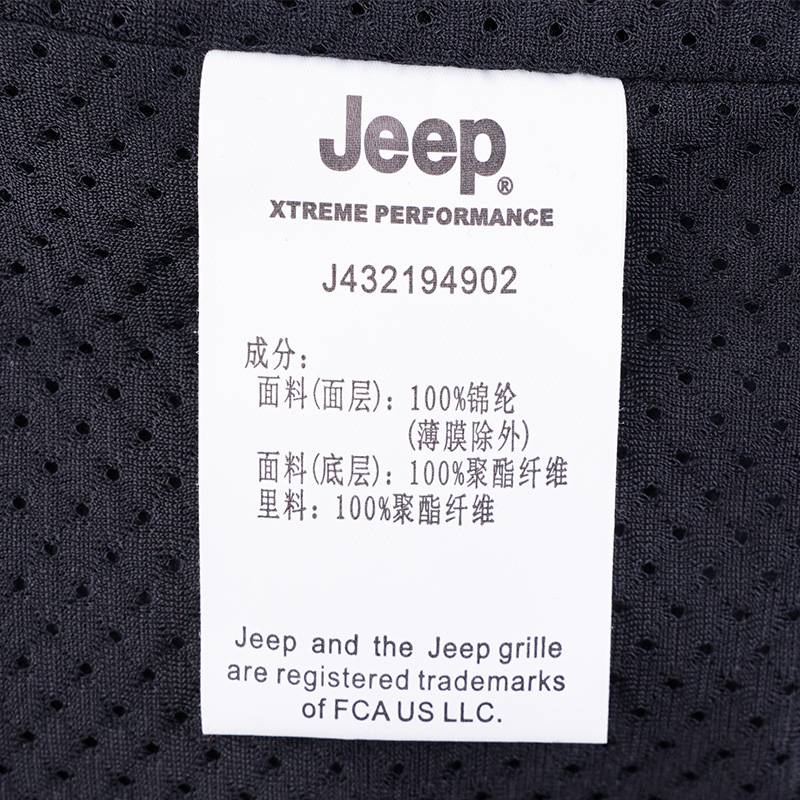 Jeep®
XTREME PERFORMANCE
J432194902
成分:
面料(面层): 100%锦纶
(薄膜除外)
面料(底层): 100%聚酯纤维
里料: 100%聚酯纤维
Jeep and the Jeep grille
are registered trademarks
of FCA US LLC.